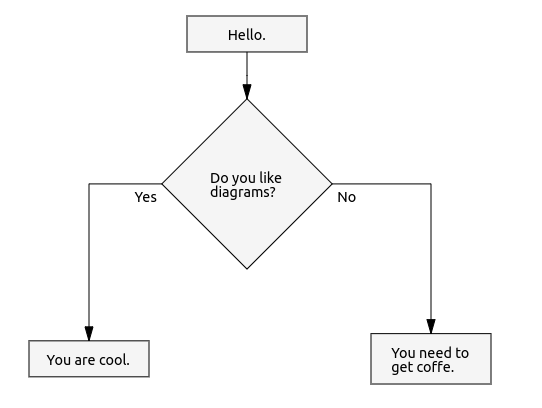 Hello.
Do you like
diagrams?
Yes
No
You are cool.
You need to
get coffe.